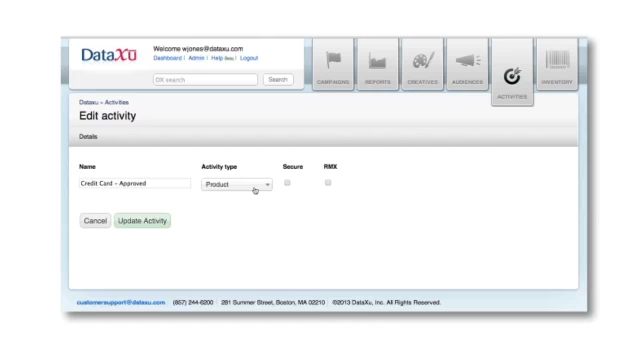 DataXu
Welcome wjones@dataxu.com
Dashboard | Admin | Help Beta | Logout
DX search
Search
CAMPAIGNS
REPORTS
CREATIVES
AUDIENCES
ACTIVITIES
INVENTORY
Dataxu » Activities
Edit activity
Details
Name Activity type Secure RMX
Credit Card - Approved Product
Cancel Update Activity
customersupport@dataxu.com (857) 244-6200 281 Summer Street, Boston, MA 02210 ©2013 DataXu, Inc. All Rights Reserved.